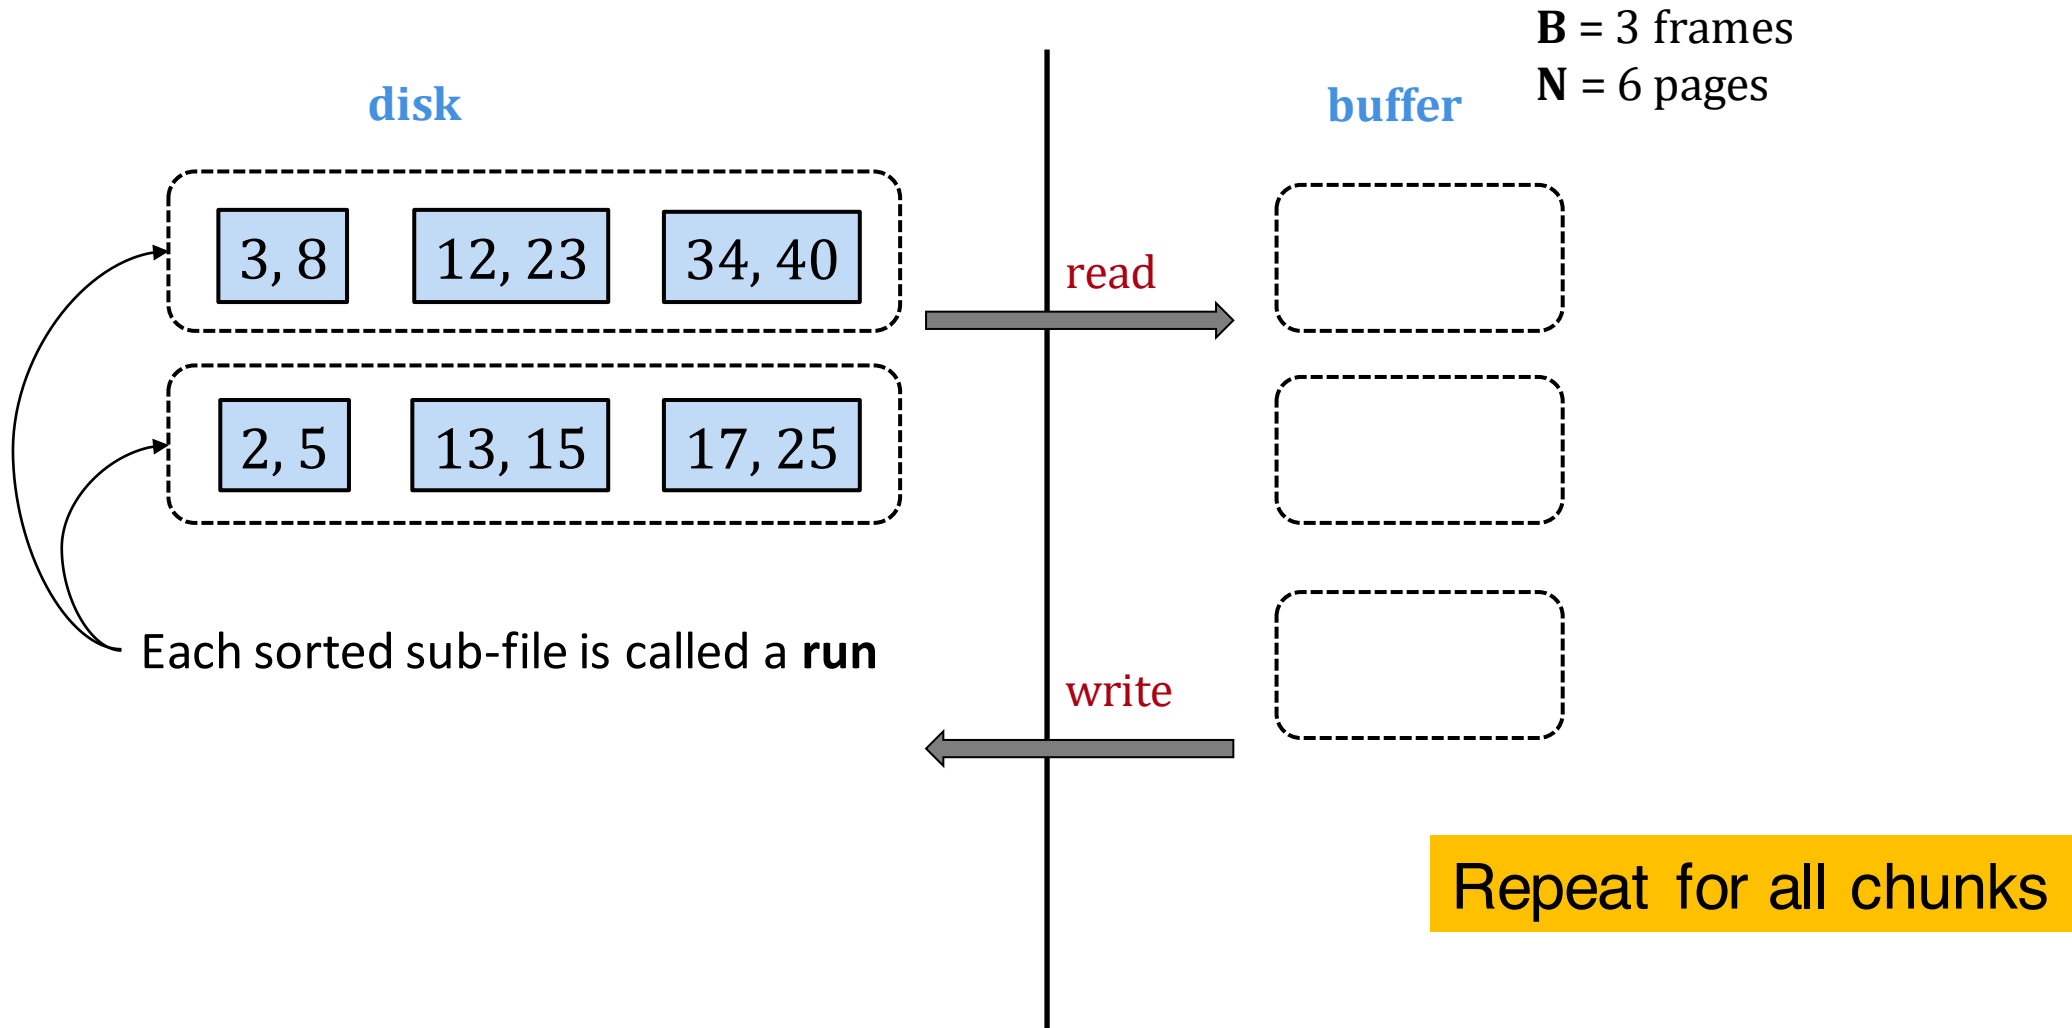 B = 3 frames
N = 6 pages
disk
buffer
3, 8
12, 23
34, 40
read
2, 5
13, 15
17, 25
Each sorted sub-file is called a run
write
Repeat for all chunks